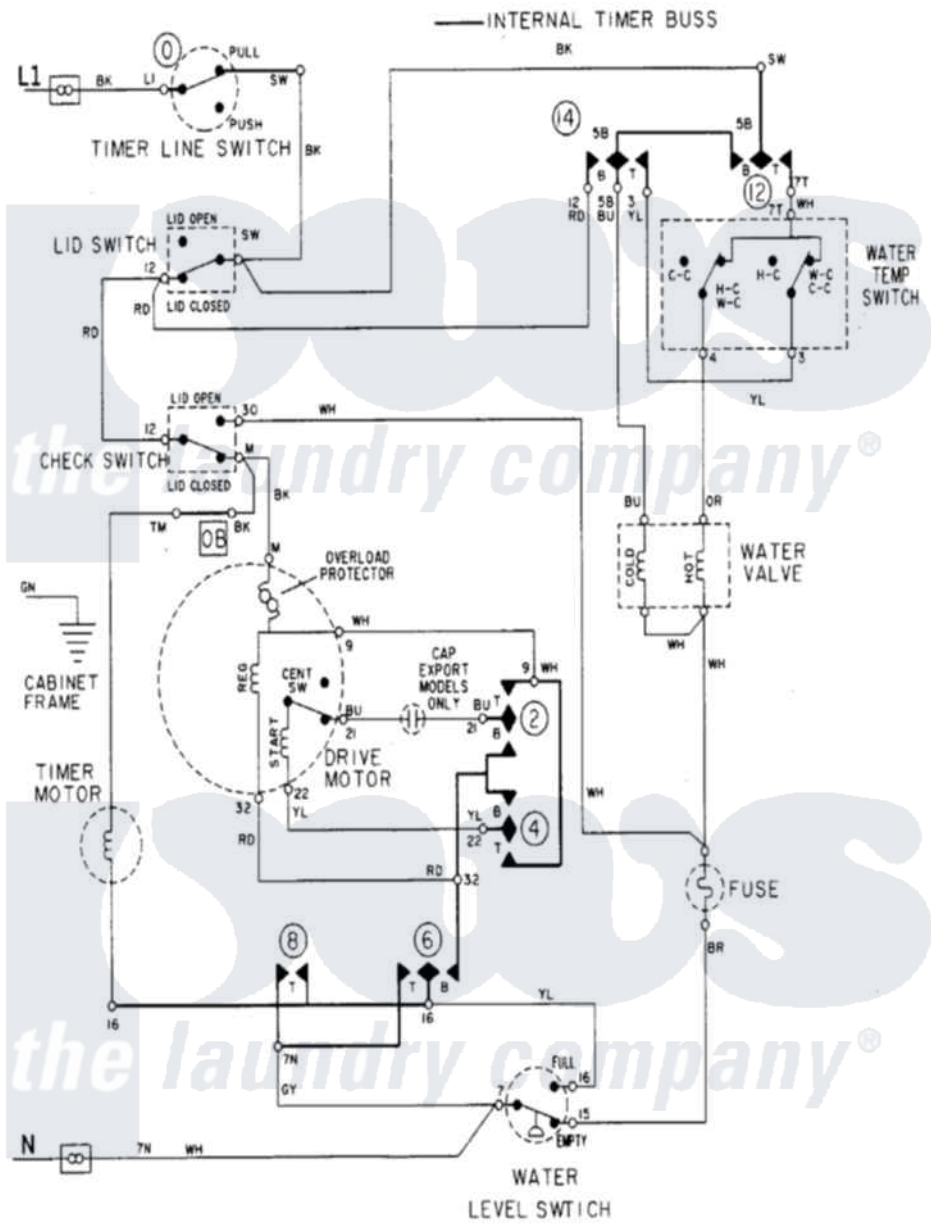 INTERNAL TIMER BUSS
0
PULL
BK
SW
L1
BK
L1
SW
PUSH
TIMER LINE SWITCH
BK
14
5B
5B
B
T
B
T
12
RD
5B
BU
3
YL
12
7T
7T
WH
LID OPEN
SW
LID SWITCH
12
RD
LID CLOSED
RD
C-C
H-C
W-C
H-C
W-C
C-C
WATER
TEMP
SWITCH
4
3
YL
LID OPEN
30
WH
12
M
CHECK SWITCH
LID CLOSED
the laundry company®
BK
TM
BK
OB
BU
OR
COLD
HOT
WATER
VALVE
WH
WH
M
OVERLOAD
PROTECTOR
GN
CABINET
FRAME
WH
9
REG
CENT
SW
CAP
EXPORT
MODELS
ONLY
9
WH
T
BU
21
BU
21
2
B
START
DRIVE
MOTOR
TIMER
MOTOR
32
22
YL
RD
YL
22
B
4
T
WH
RD
32
FUSE
BR
8
6
T
T
B
16
16
YL
7N
the laundry company®
GY
FULL
7
16
15
EMPTY
N
7N
WH
WATER
LEVEL SWTICH